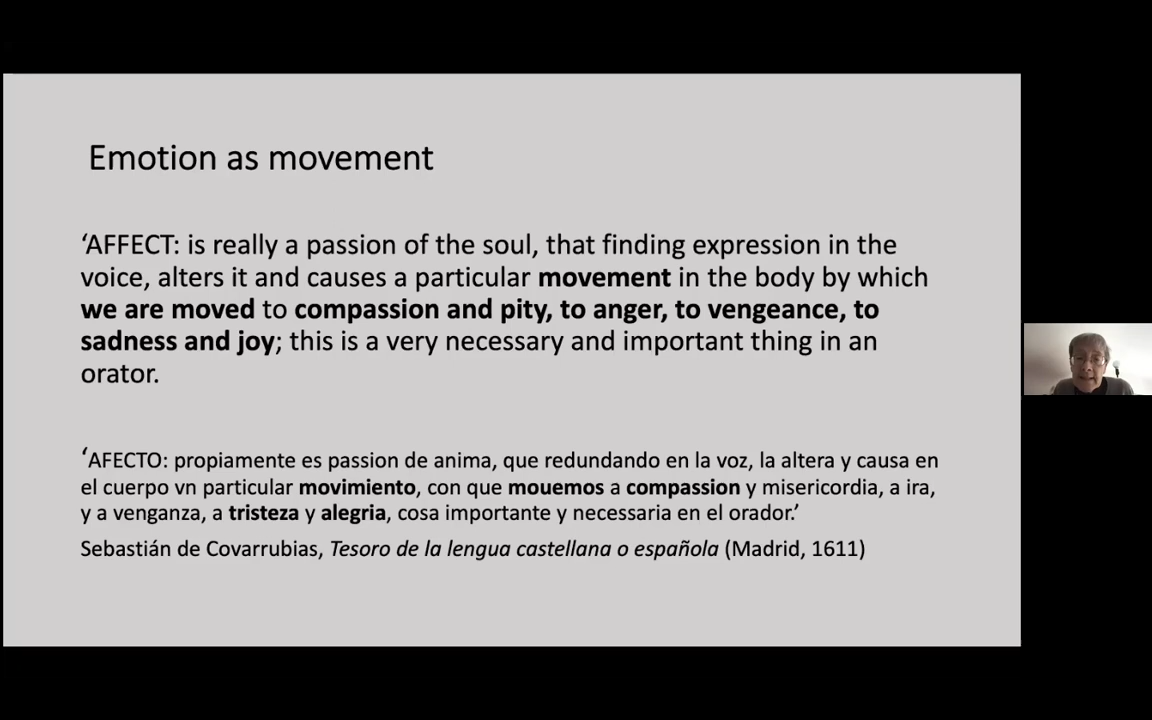 Emotion as movement
‘AFFECT: is really a passion of the soul, that finding expression in the
voice, alters it and causes a particular movement in the body by which
we are moved to compassion and pity, to anger, to vengeance, to
sadness and joy; this is a very necessary and important thing in an
orator.
‘AFECTO: propiamente es passion de anima, que redundando en la voz, la altera y causa en
el cuerpo vn particular movimiento, con que mouemos a compassion y misericordia, a ira,
y a venganza, a tristeza y alegria, cosa importante y necessaria en el orador.’
Sebastián de Covarrubias, Tesoro de la lengua castellana o española (Madrid, 1611)